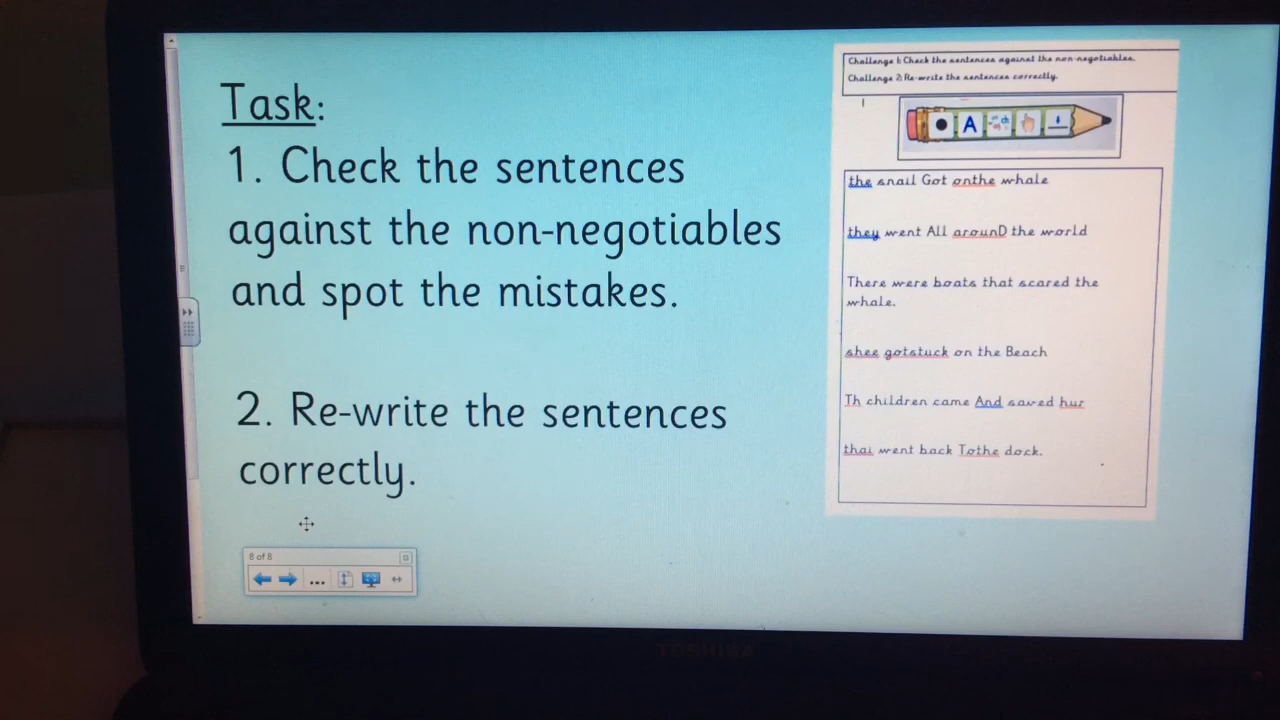 Task:
1. Check the sentences
against the non-negotiables
and spot the mistakes.
2. Re-write the sentences
correctly.
8 of 8
Challenge 1: Check the sentences against the non-negotiables.
Challenge 2: Re-write the sentences correctly.
A
ch
the snail Got onthe whale
they went All arounD the world
There were boats that scared the
whale.
shee gotstuck on the Beach
Th children came And saved hur
thai went back Tothe dock.
TOSHIBA